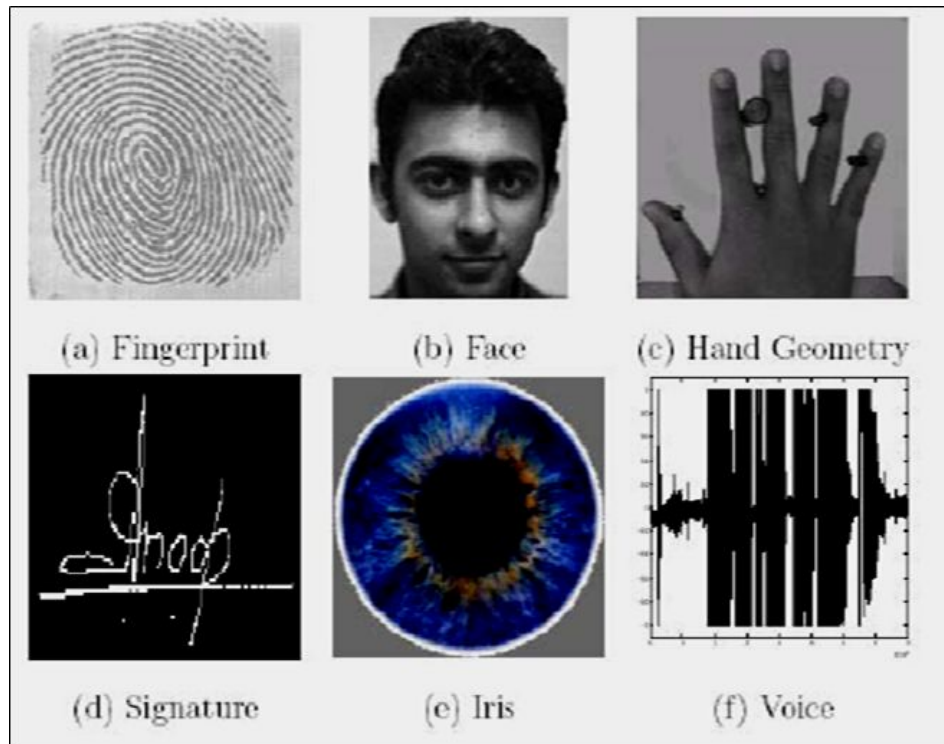 (a) Fingerprint
(b) Face
(c) Hand Geometry
(d) Signature
(e) Iris
(f) Voice